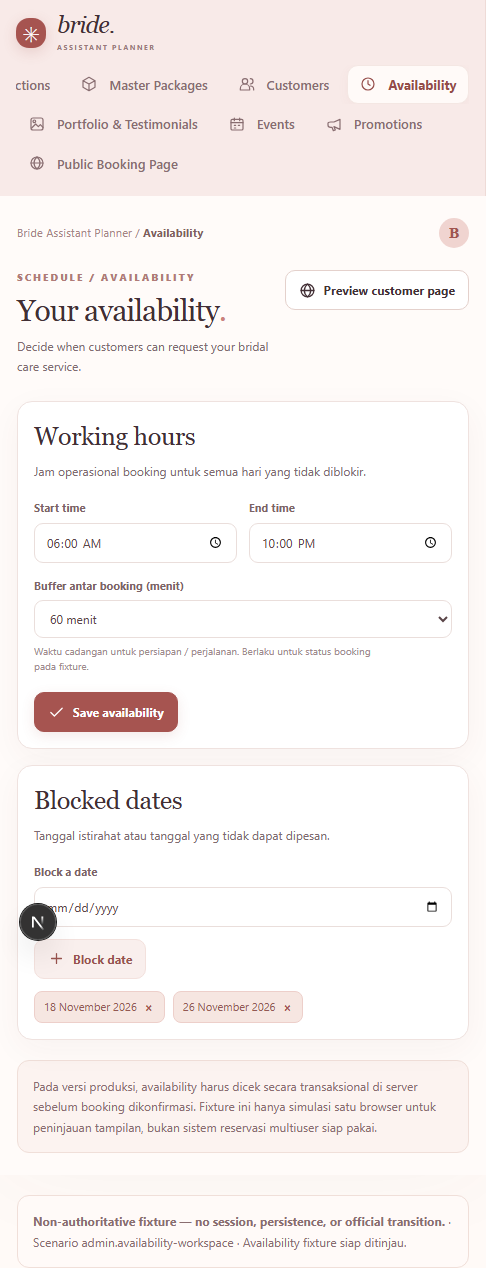 bride.
ASSISTANT PLANNER
ctions Master Packages Customers Availability
Portfolio & Testimonials Events Promotions
Public Booking Page
Bride Assistant Planner / Availability B
SCHEDULE / AVAILABILITY
Preview customer page
Your availability.
Decide when customers can request your bridal
care service.
Working hours
Jam operasional booking untuk semua hari yang tidak diblokir.
Start time End time
06:00 AM 10:00 PM
Buffer antar booking (menit)
60 menit
Waktu cadangan untuk persiapan / perjalanan. Berlaku untuk status booking
pada fixture.
Save availability
Blocked dates
Tanggal istirahat atau tanggal yang tidak dapat dipesan.
Block a date
mm/dd/yyyy
N
+ Block date
18 November 2026 × 26 November 2026 ×
Pada versi produksi, availability harus dicek secara transaksional di server
sebelum booking dikonfirmasi. Fixture ini hanya simulasi satu browser untuk
peninjauan tampilan, bukan sistem reservasi multiuser siap pakai.
Non-authoritative fixture — no session, persistence, or official transition. ·
Scenario admin.availability-workspace · Availability fixture siap ditinjau.